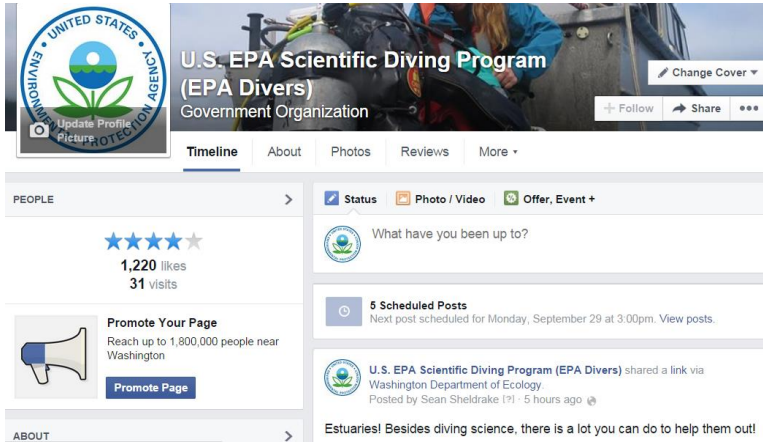 UNITED STATES
ENVIRONMENTAL PROTECTION AGENCY
U.S. EPA Scientific Diving Program
(EPA Divers)
Government Organization
Change Cover
Update Profile
Picture
Follow
Share
Timeline
About
Photos
Reviews
More
PEOPLE
1,220 likes
31 visits
Promote Your Page
Reach up to 1,800,000 people near
Washington
Promote Page
ABOUT
Status
Photo / Video
Offer, Event +
What have you been up to?
5 Scheduled Posts
Next post scheduled for Monday, September 29 at 3:00pm. View posts.
U.S. EPA Scientific Diving Program (EPA Divers) shared a link via
Washington Department of Ecology.
Posted by Sean Sheldrake [?] · 5 hours ago
Estuaries! Besides diving science, there is a lot you can do to help them out!